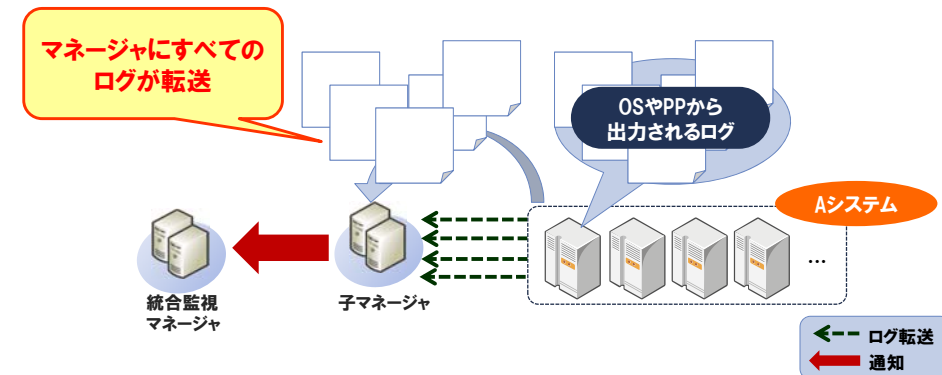 マネージャにすべての
ログが転送
OSやPPから
出力されるログ
Aシステム
...
統合監視
マネージャ
子マネージャ
ログ転送
通知